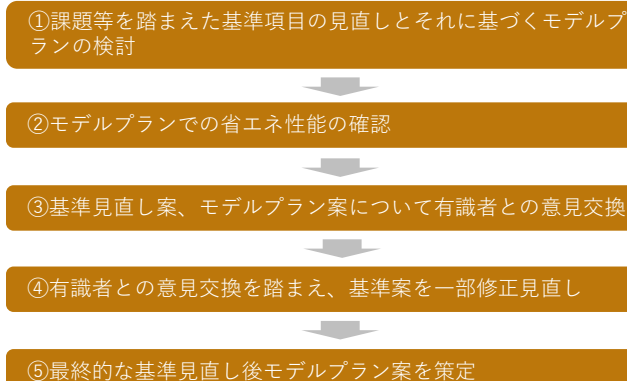 ①課題等を踏まえた基準項目の見直しとそれに基づくモデルプ
ランの検討
②モデルプランでの省エネ性能の確認
③基準見直し案、モデルプラン案について有識者との意見交換
④有識者との意見交換を踏まえ、基準案を一部修正見直し
⑤最終的な基準見直し後モデルプラン案を策定